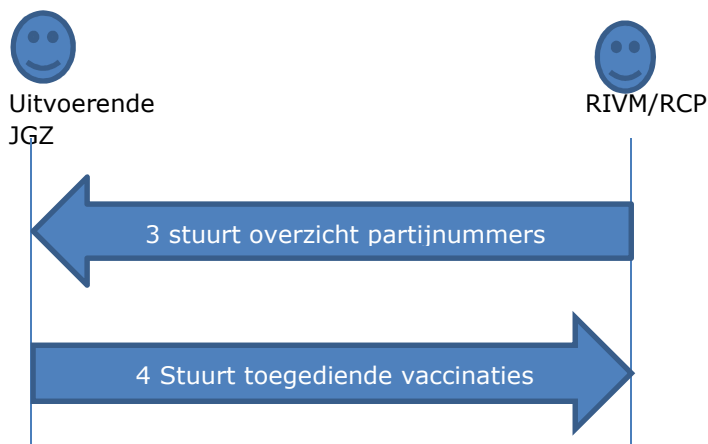 Uitvoerende
JGZ
RIVM/RCP
3 stuurt overzicht partijnummers
4 Stuurt toegediende vaccinaties